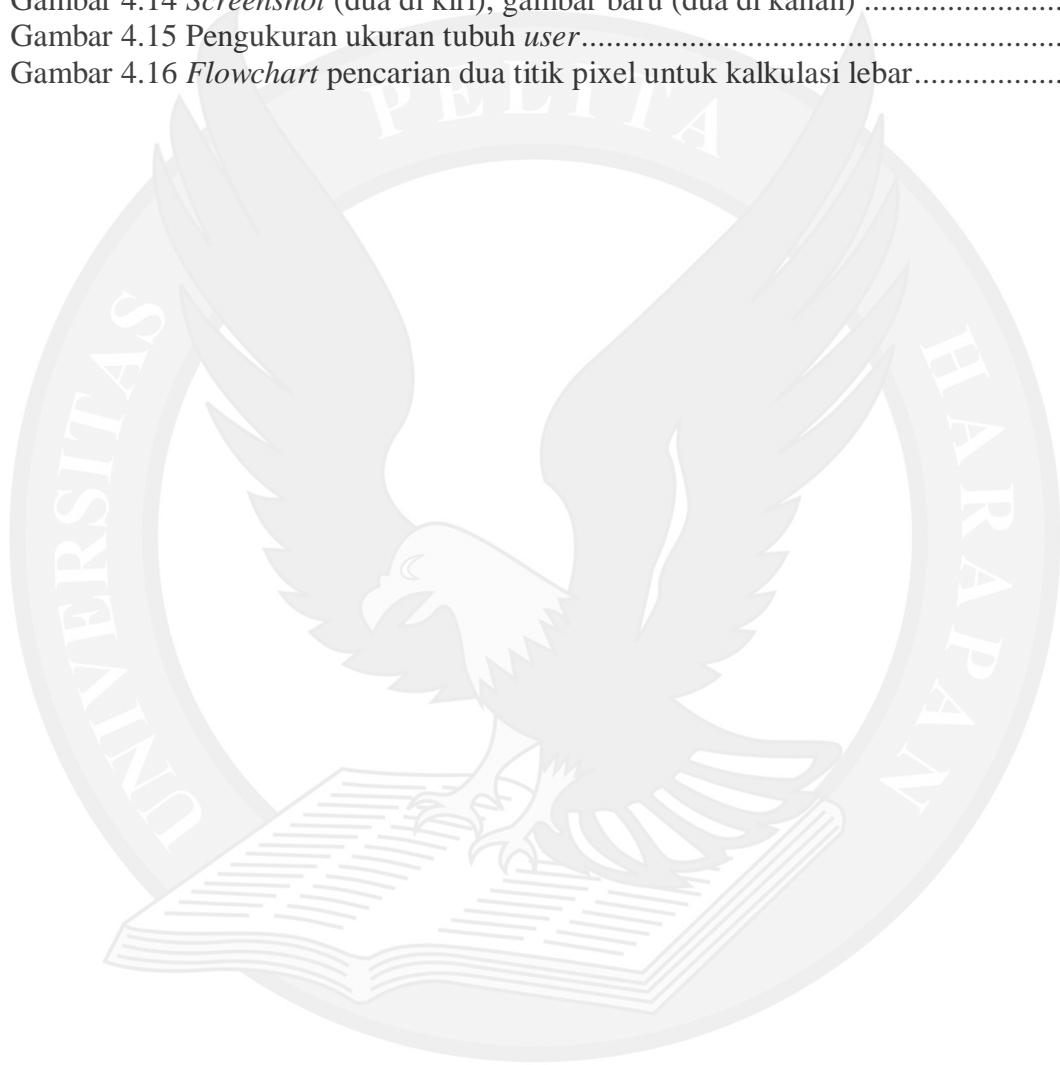 Gambar 4.14 Screenshot (dua di kiri), gambar baru (dua di kanan) ........................
Gambar 4.15 Pengukuran ukuran tubuh user...........................................................
Gambar 4.16 Flowchart pencarian dua titik pixel untuk kalkulasi lebar..................
UNIVERSITAS PELITA HARAPAN